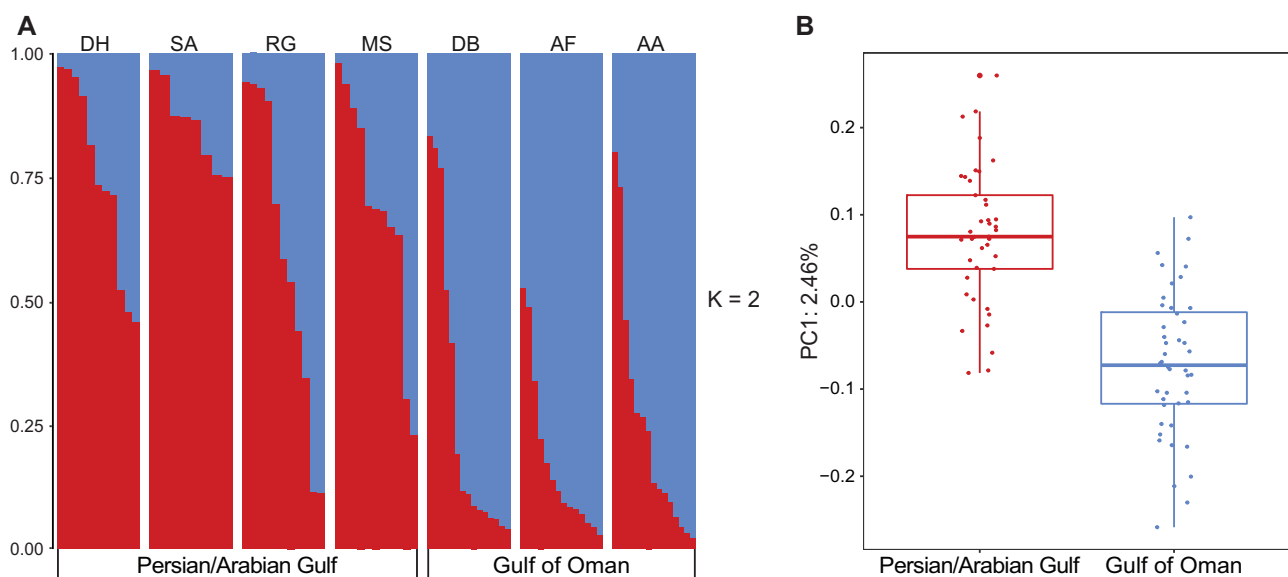 A
DH SA RG MS DB AF AA
1.00
0.75
0.50
0.25
0.00
Persian/Arabian Gulf Gulf of Oman
K = 2
B
PC1: 2.46%
0.2
0.1
0.0
−0.1
−0.2
Persian/Arabian Gulf Gulf of Oman